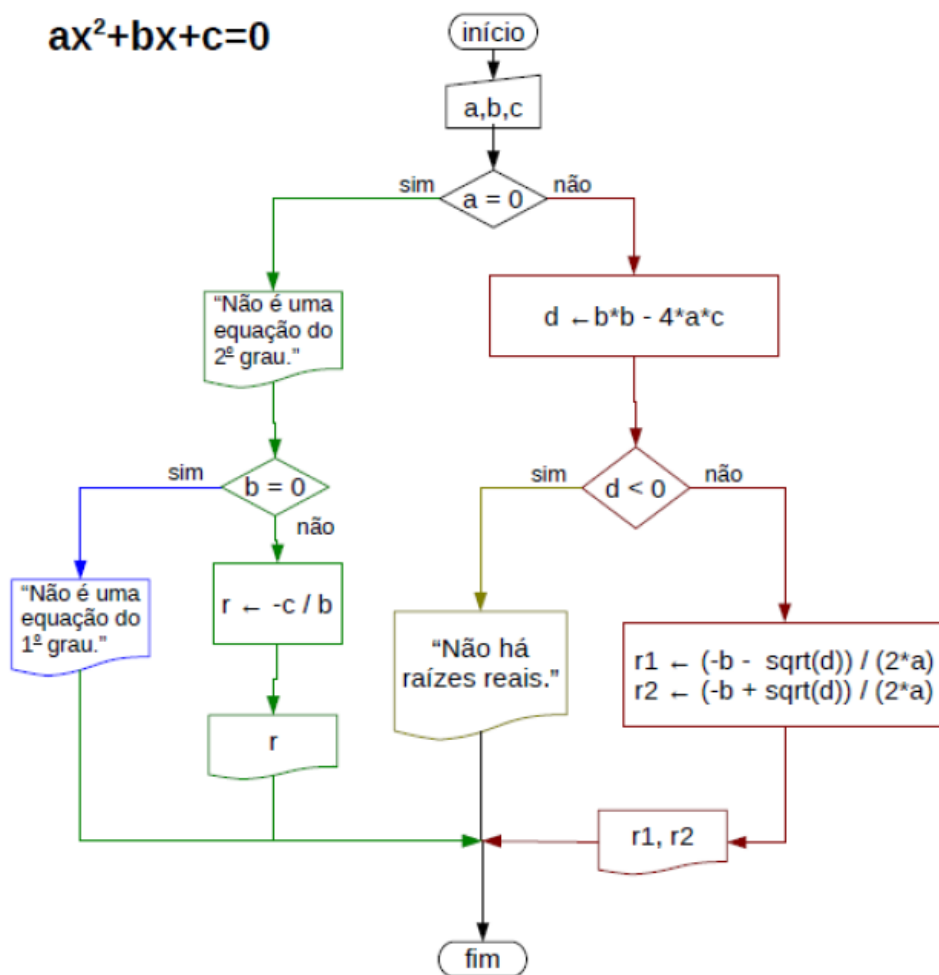 ax²+bx+c=0
início
a,b,c
sim
a = 0
não
“Não é uma
equação do
2º grau.”
d ←b*b - 4*a*c
sim
b = 0
não
sim
d < 0
não
“Não é uma
equação do
1º grau.”
r ← -c / b
“Não há
raízes reais.”
r1 ← (-b - sqrt(d)) / (2*a)
r2 ← (-b + sqrt(d)) / (2*a)
r
r1, r2
fim